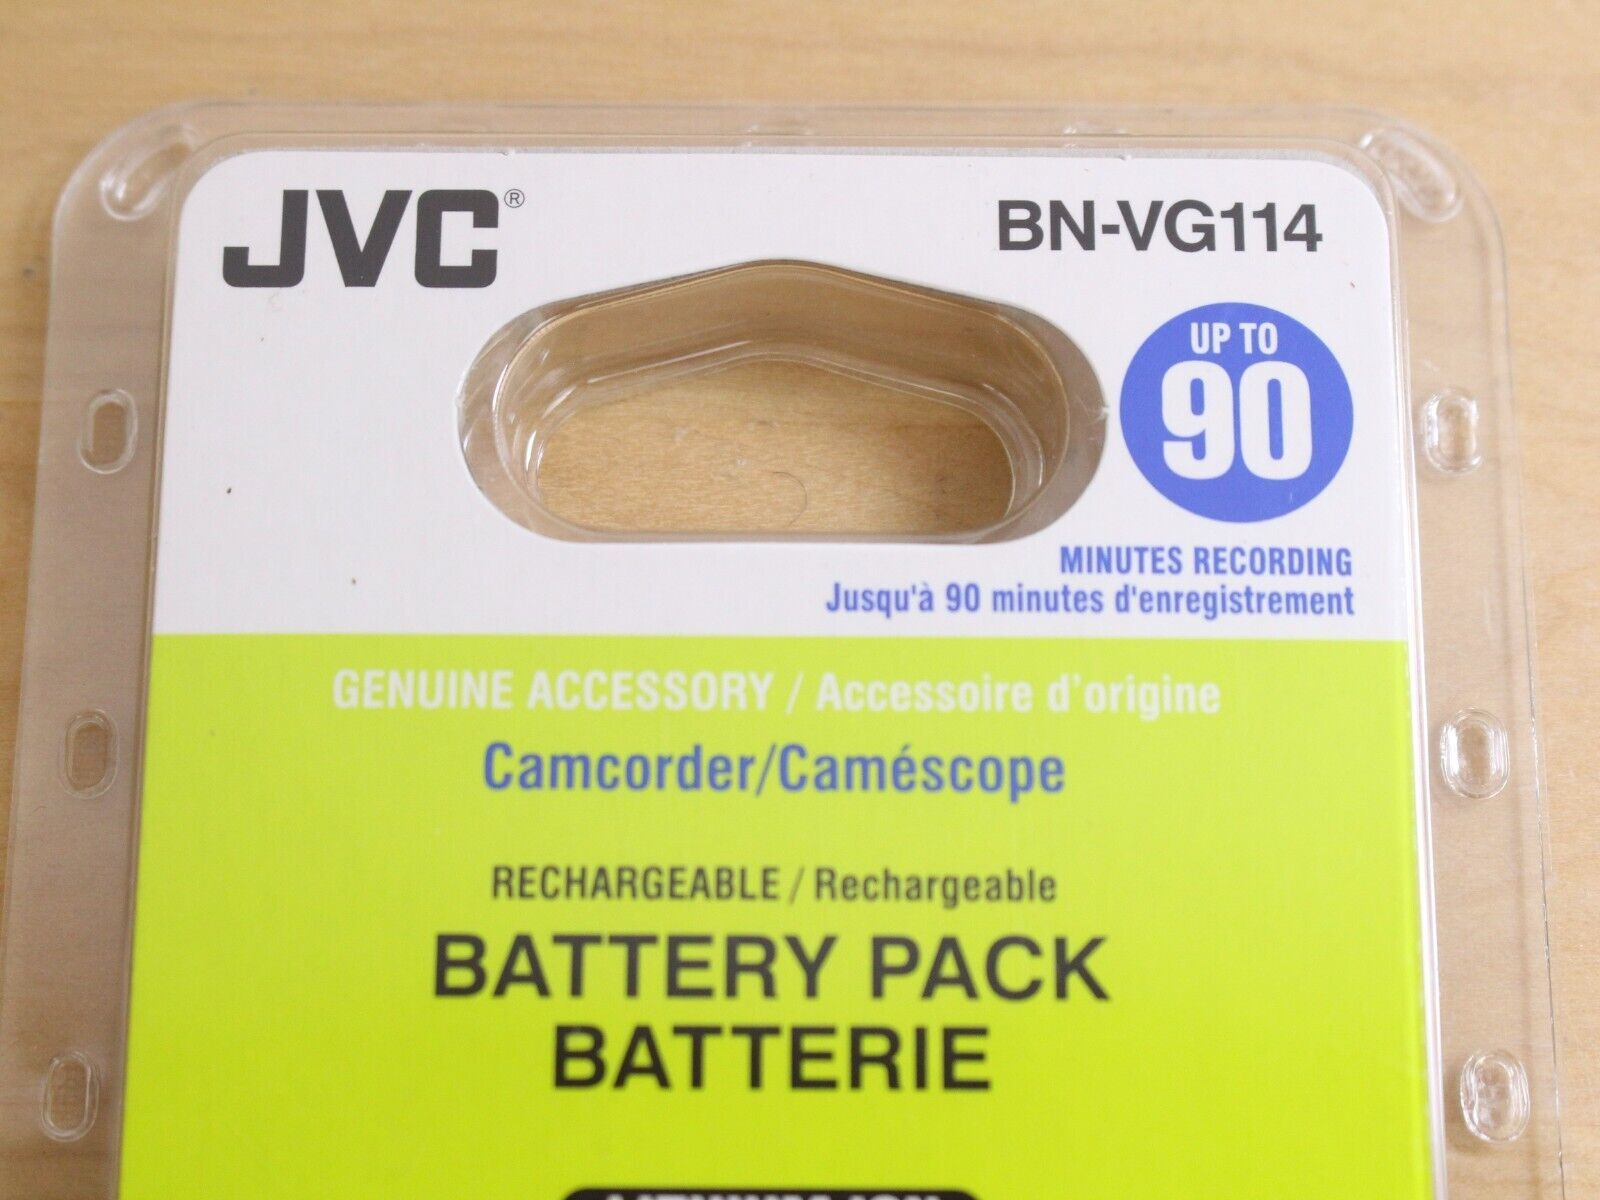 JVC®
BN-VG114
UP TO
90
MINUTES RECORDING
Jusqu'à 90 minutes d'enregistrement
GENUINE ACCESSORY / Accessoire d'origine
Camcorder/Caméscope
RECHARGEABLE / Rechargeable
BATTERY PACK
BATTERIE